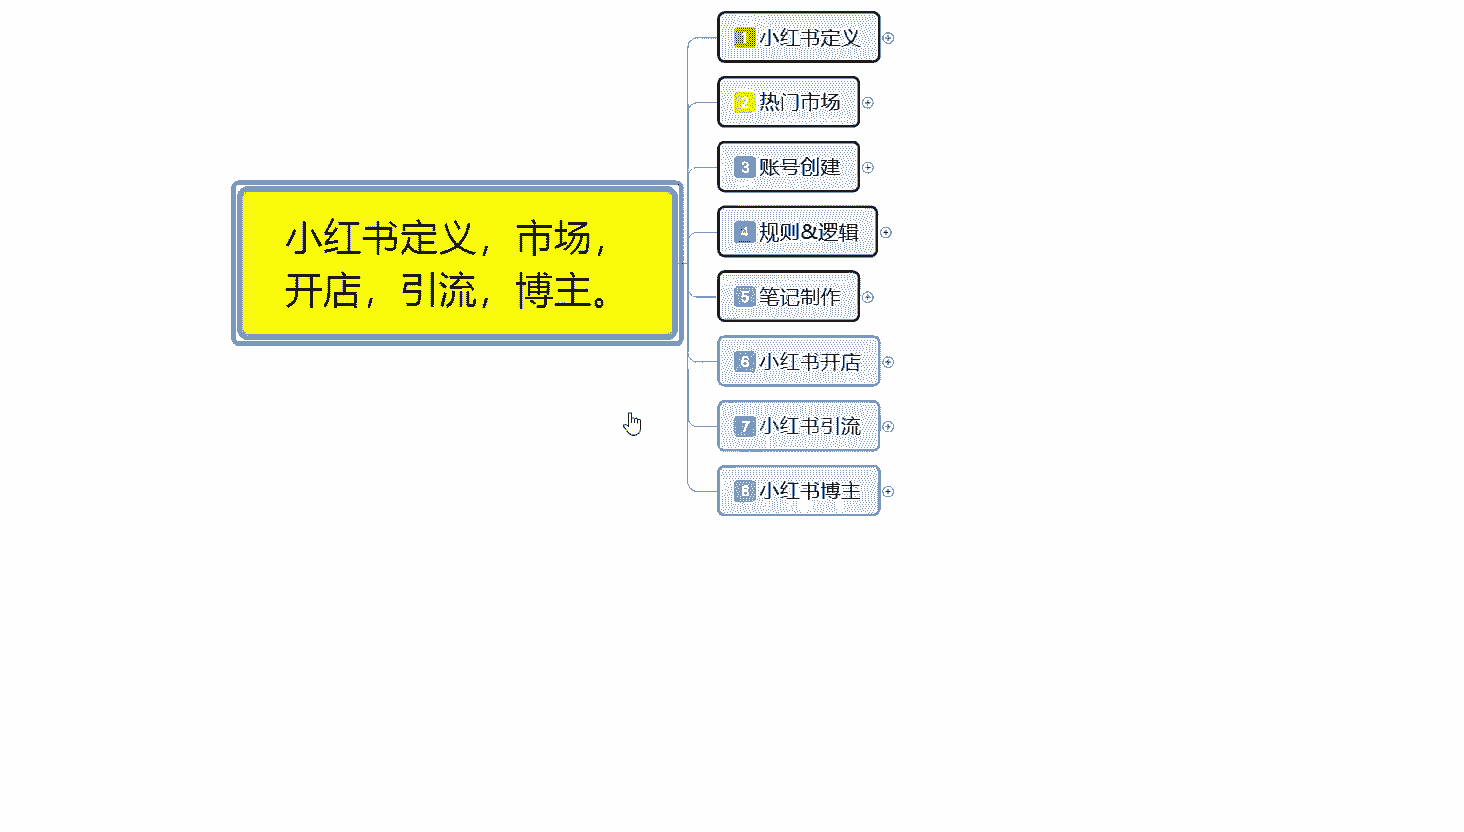 小红书定义，市场，
开店，引流，博主。
1 小红书定义
2 热门市场
3 账号创建
4 规则&逻辑
5 笔记制作
6 小红书开店
7 小红书引流
8 小红书博主